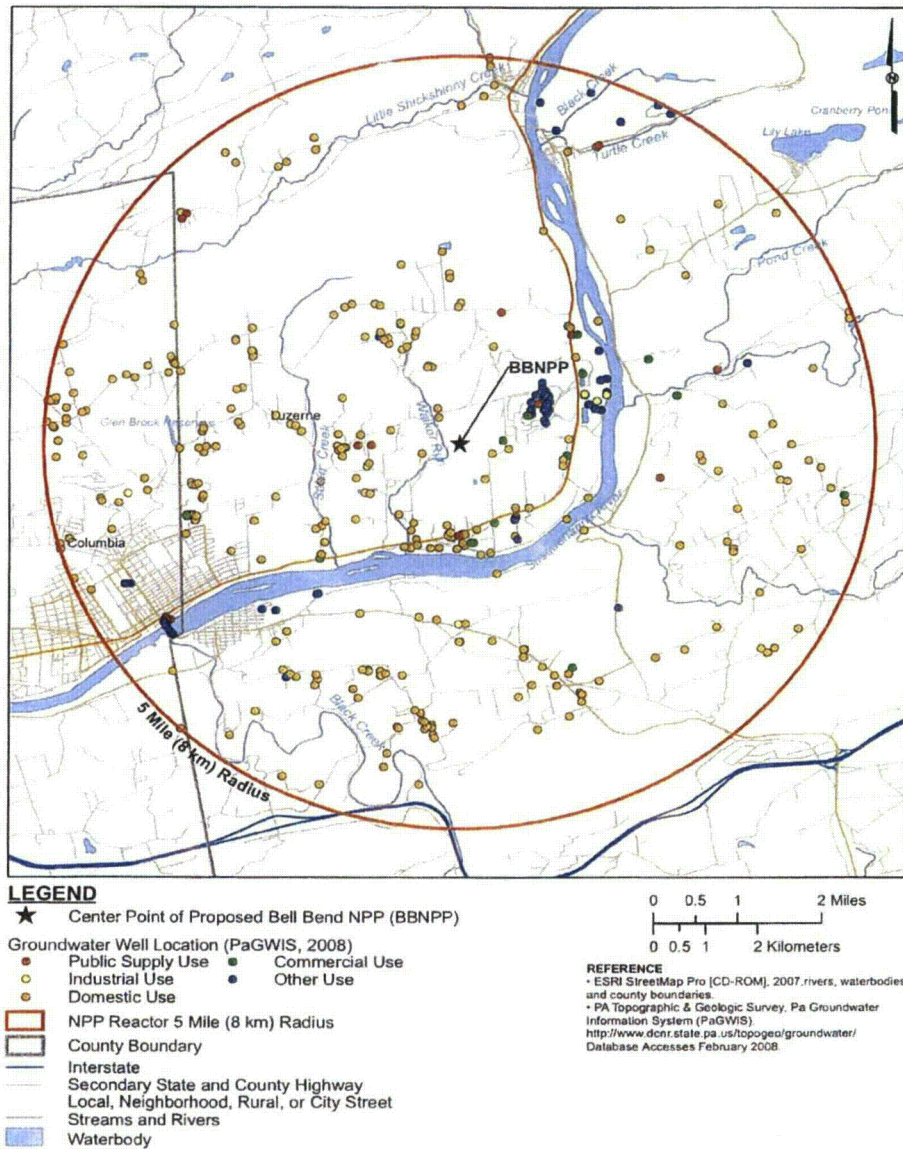 Little Shickshinny Creek
Black Creek
Turtle Creek
Cranberry Pond
Lily Lake
N
Pond Creek
BBNPP
Luzerne
Glen Brook Reservoir
Salem Creek
Walker Run
Columbia
Susquehanna River
Black Creek
5 Mile (8 km) Radius
LEGEND
Center Point of Proposed Bell Bend NPP (BBNPP)
Groundwater Well Location (PaGWIS, 2008)
Public Supply Use
Commercial Use
Industrial Use
Other Use
Domestic Use
NPP Reactor 5 Mile (8 km) Radius
County Boundary
Interstate
Secondary State and County Highway
Local, Neighborhood, Rural, or City Street
Streams and Rivers
Waterbody
0 0.5 1 2 Miles
0 0.5 1 2 Kilometers
REFERENCE
• ESRI StreetMap Pro [CD-ROM], 2007,rivers, waterbodies,
and county boundaries.
• PA Topographic & Geologic Survey, Pa Groundwater
Information System (PaGWIS)
http://www.dcnr.state.pa.us/topogeo/groundwater/
Database Accesses February 2008.